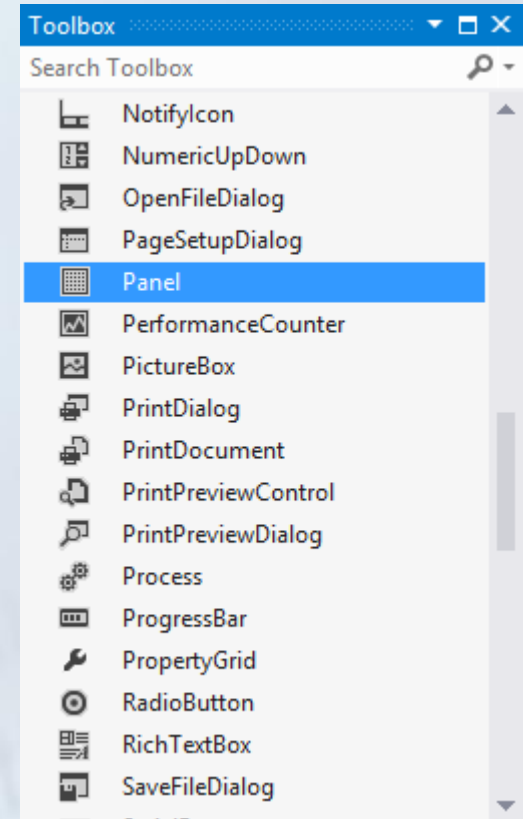 Toolbox
Search Toolbox
NotifyIcon
NumericUpDown
OpenFileDialog
PageSetupDialog
Panel
PerformanceCounter
PictureBox
PrintDialog
PrintDocument
PrintPreviewControl
PrintPreviewDialog
Process
ProgressBar
PropertyGrid
RadioButton
RichTextBox
SaveFileDialog